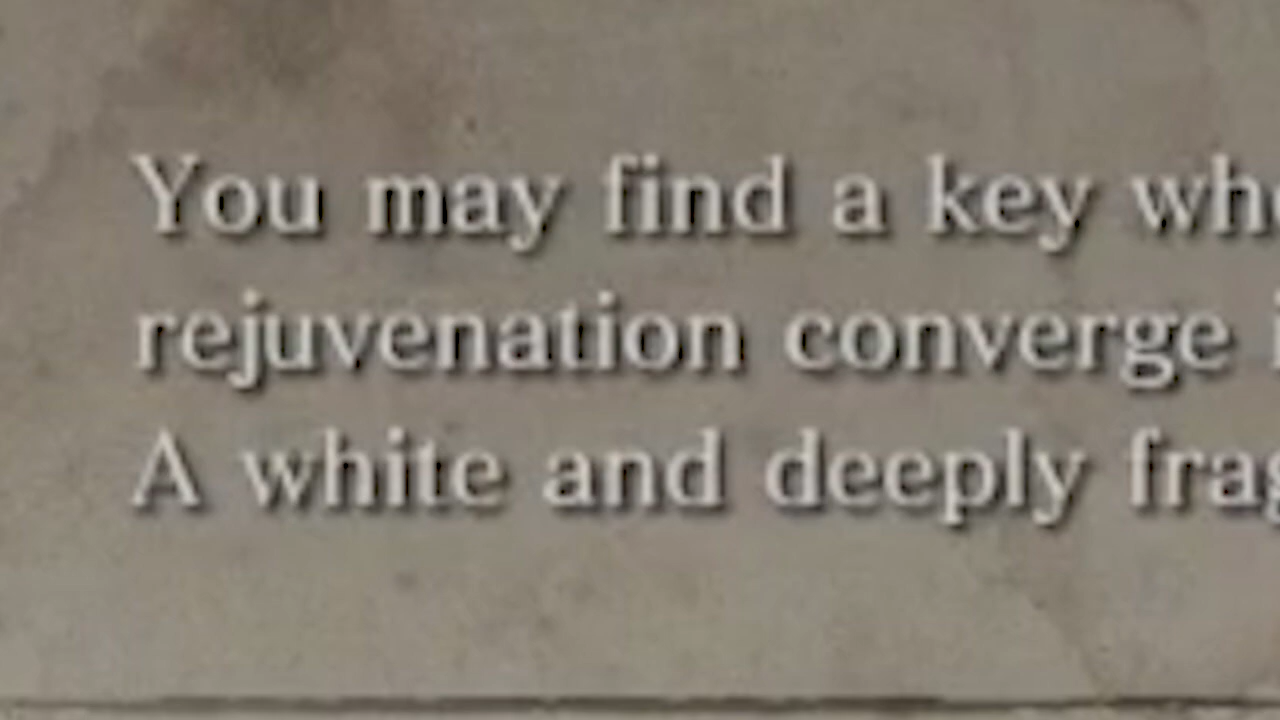 You may find a key
rejuvenation converge
A white and deeply